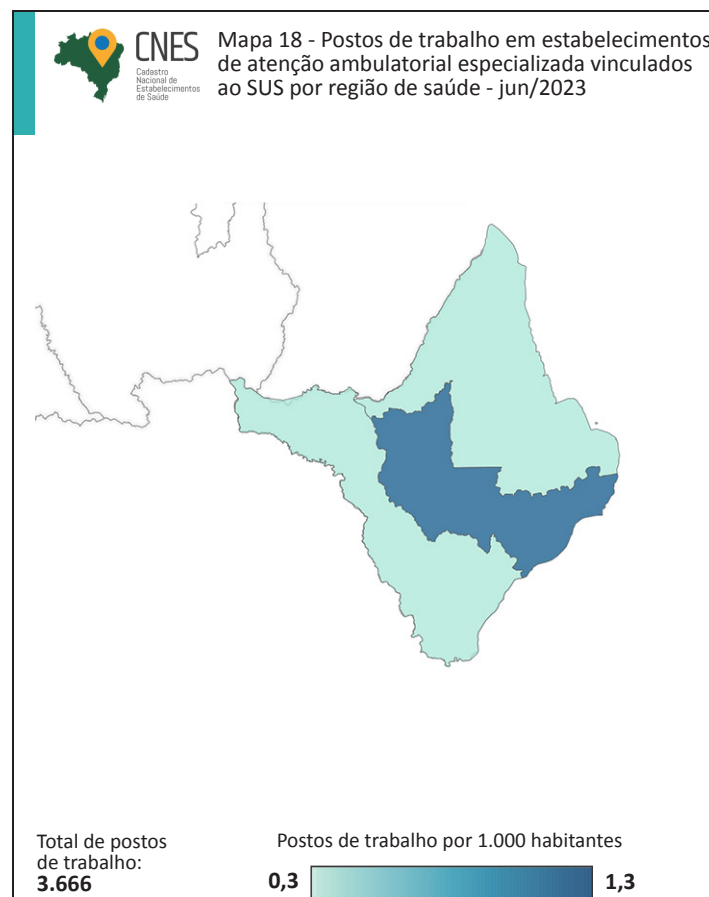 CNES
Cadastro
Nacional de
Estabelecimentos
de Saúde
Mapa 18 - Postos de trabalho em estabelecimentos
de atenção ambulatorial especializada vinculados
ao SUS por região de saúde - jun/2023
Total de postos
de trabalho:
3.666
Postos de trabalho por 1.000 habitantes
0,3 1,3